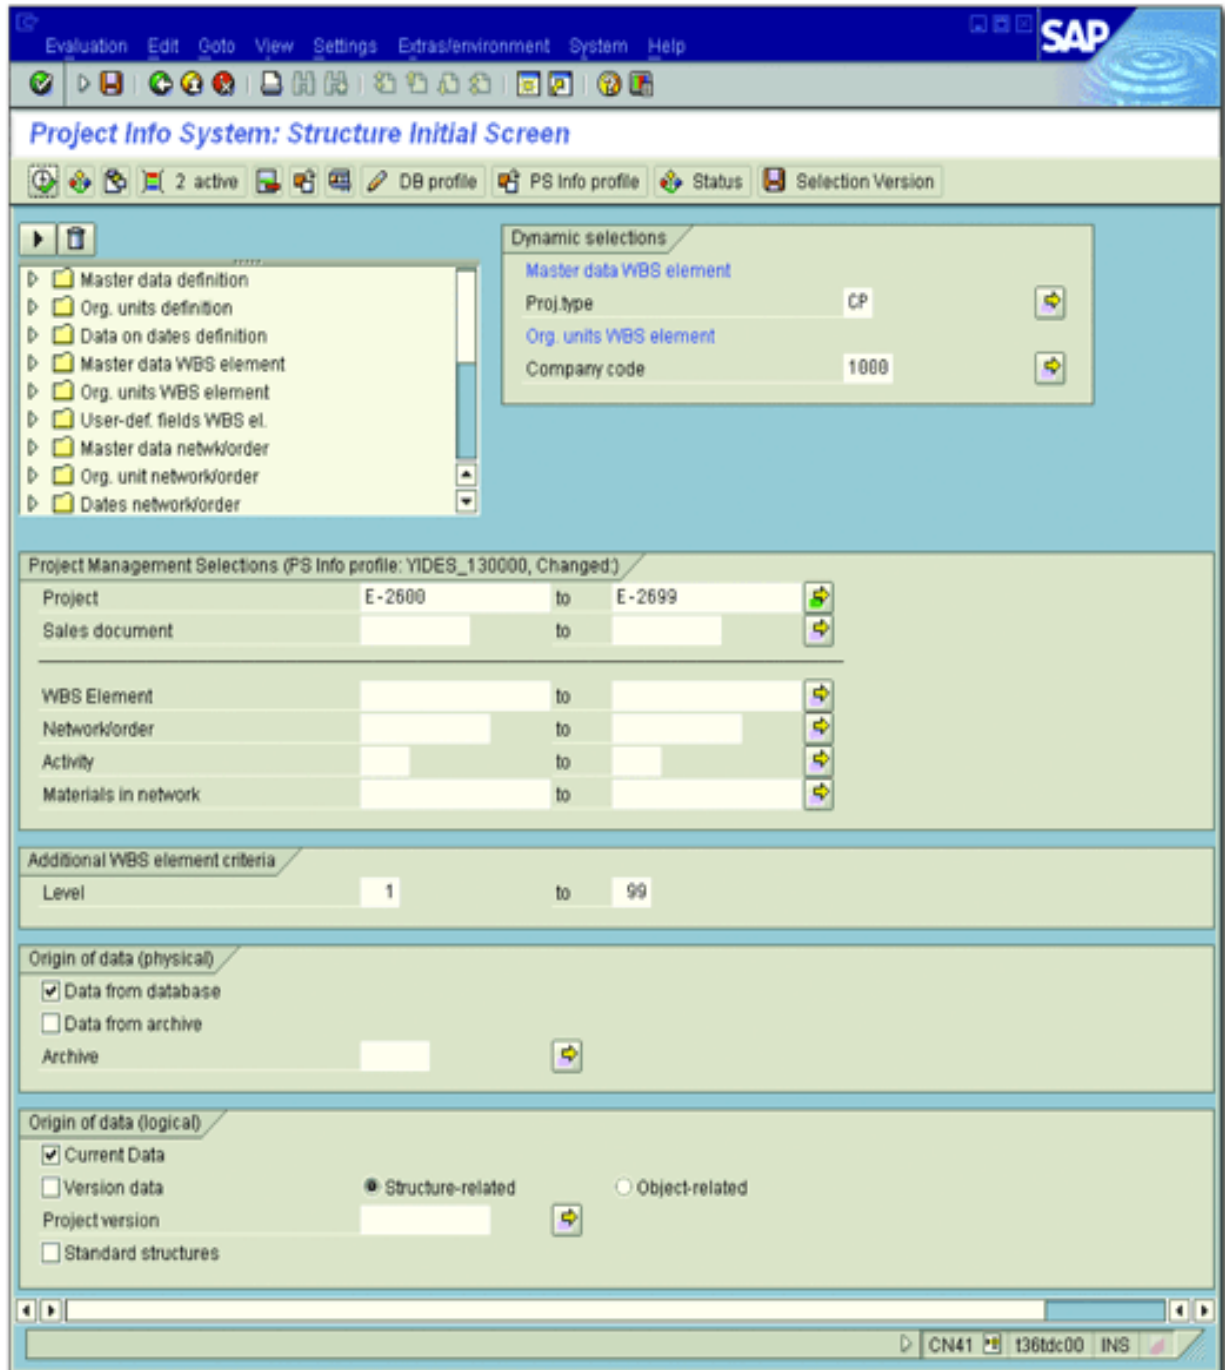 Evaluation Edit Goto View Settings Extras/environment System Help
SAP
Project Info System: Structure Initial Screen
2 active DB profile PS Info profile Status Selection Version
Dynamic selections
Master data WBS element
Proj.type CP
Org. units WBS element
Company code 1000
Master data definition
Org. units definition
Data on dates definition
Master data WBS element
Org. units WBS element
User-def. fields WBS el.
Master data netwk/order
Org. unit network/order
Dates network/order
Project Management Selections (PS Info profile: YIDES_130000, Changed:)
Project E-2600 to E-2699
Sales document to
WBS Element to
Network/order to
Activity to
Materials in network to
Additional WBS element criteria
Level 1 to 99
Origin of data (physical)
Data from database
Data from archive
Archive
Origin of data (logical)
Current Data
Version data Structure-related Object-related
Project version
Standard structures
CN41 t36tdc00 INS